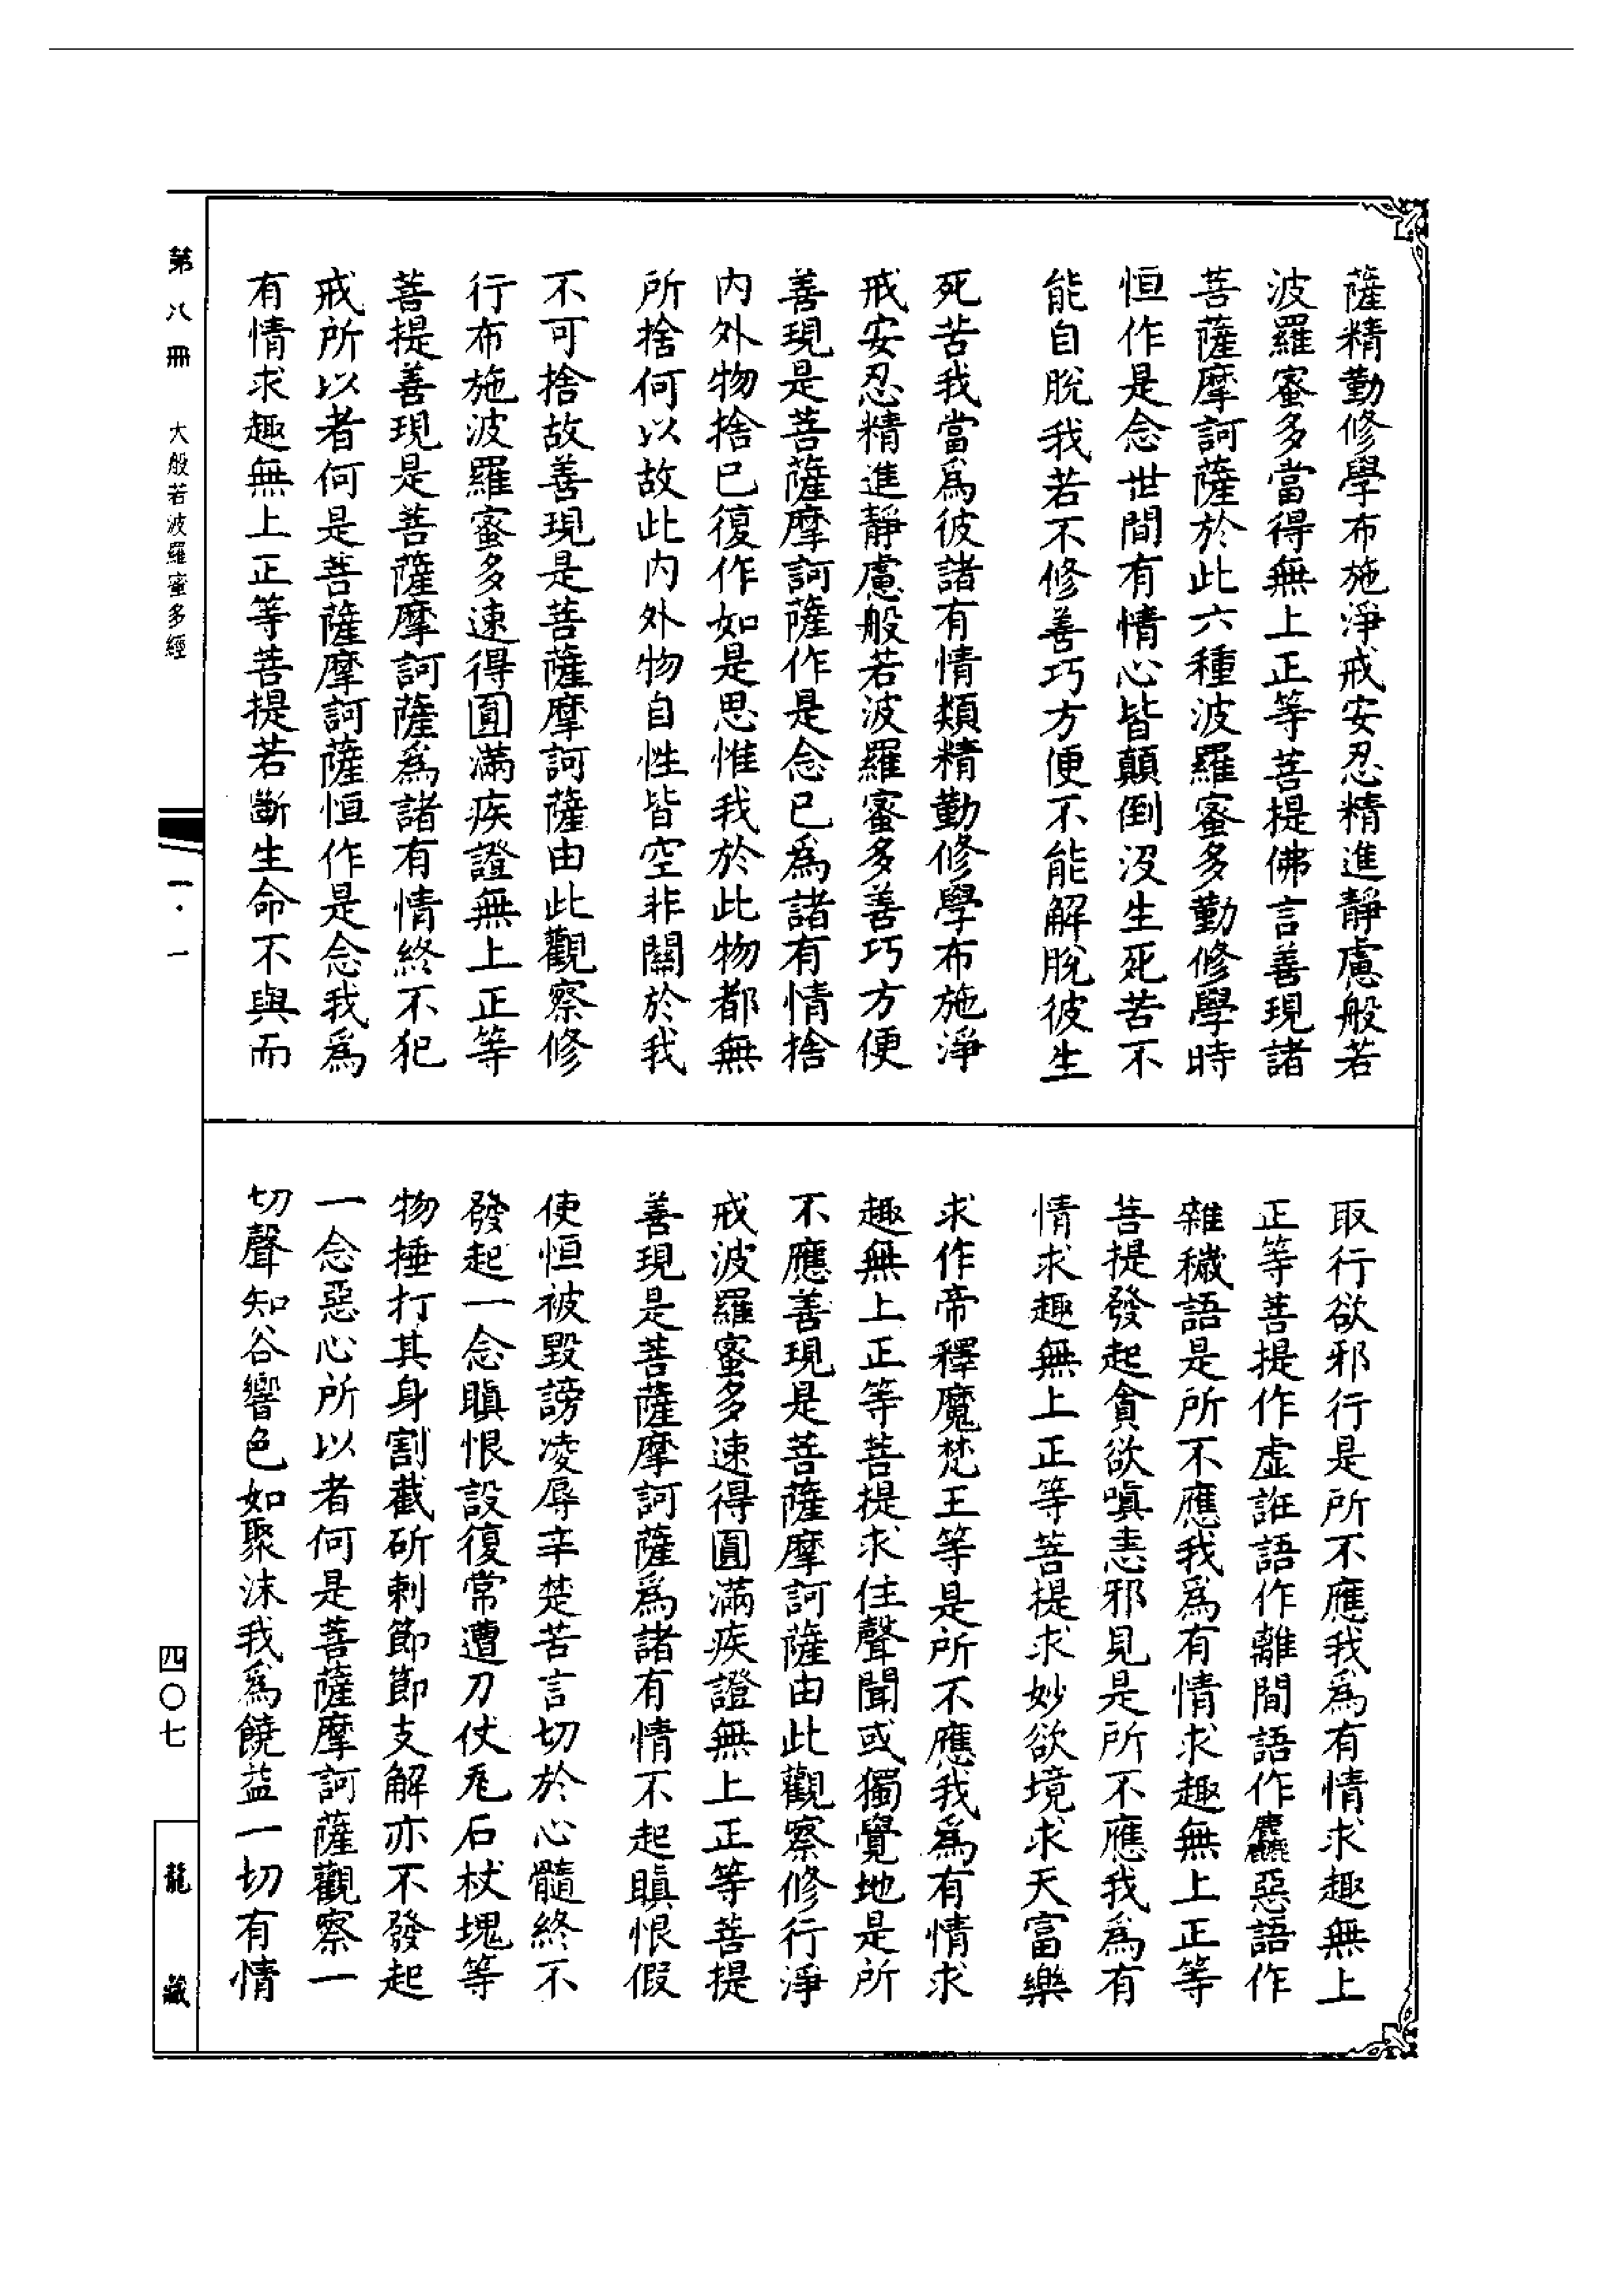 薩精勤修學布施淨戒安忍精進靜慮般若
波羅蜜多當得無上正等菩提佛言善現諸
菩薩摩訶薩於此六種波羅蜜多勤修學時
恒作是念世間有情心皆顛倒沒生死苦不
能自脫我若不修善巧方便不能解脫彼生
死苦我當爲彼諸有情類精勤修學布施淨
戒安忍精進靜慮般若波羅蜜多善巧方便
善現是菩薩摩訶薩作是念已爲諸有情捨
內外物捨已復作如是思惟我於此物都無
所捨何以故此內外物自性皆空非關於我
不可捨故善現是菩薩摩訶薩由此觀察修
行布施波羅蜜多速得圓滿疾證無上正等
菩提善現是菩薩摩訶薩爲諸有情終不犯
戒所以者何是菩薩摩訶薩恒作是念我爲
有情求趣無上正等菩提若斷生命不與而
取行欲邪行是所不應我爲有情求趣無上
正等菩提作虛誑語作離間語作麤惡語作
雜穢語是所不應我爲有情求趣無上正等
菩提發起貪欲嗔恚邪見是所不應我爲有
情求趣無上正等菩提求妙欲境求天富樂
求作帝釋魔梵王等是所不應我爲有情求
趣無上正等菩提求住聲聞或獨覺地是所
不應善現是菩薩摩訶薩由此觀察修行淨
戒波羅蜜多速得圓滿疾證無上正等菩提
善現是菩薩摩訶薩爲諸有情不起瞋恨假
使恒被毀謗凌辱辛楚苦言切於心髓終不
發起一念瞋恨設復常遭刀仗瓦石杖塊等
物捶打其身割截斫剌節節支解亦不發起
一念惡心所以者何是菩薩摩訶薩觀察一
切聲如谷響色如聚沫我爲饒益一切有情
第八冊 大般若波羅蜜多經
一·一
四〇七
龍藏